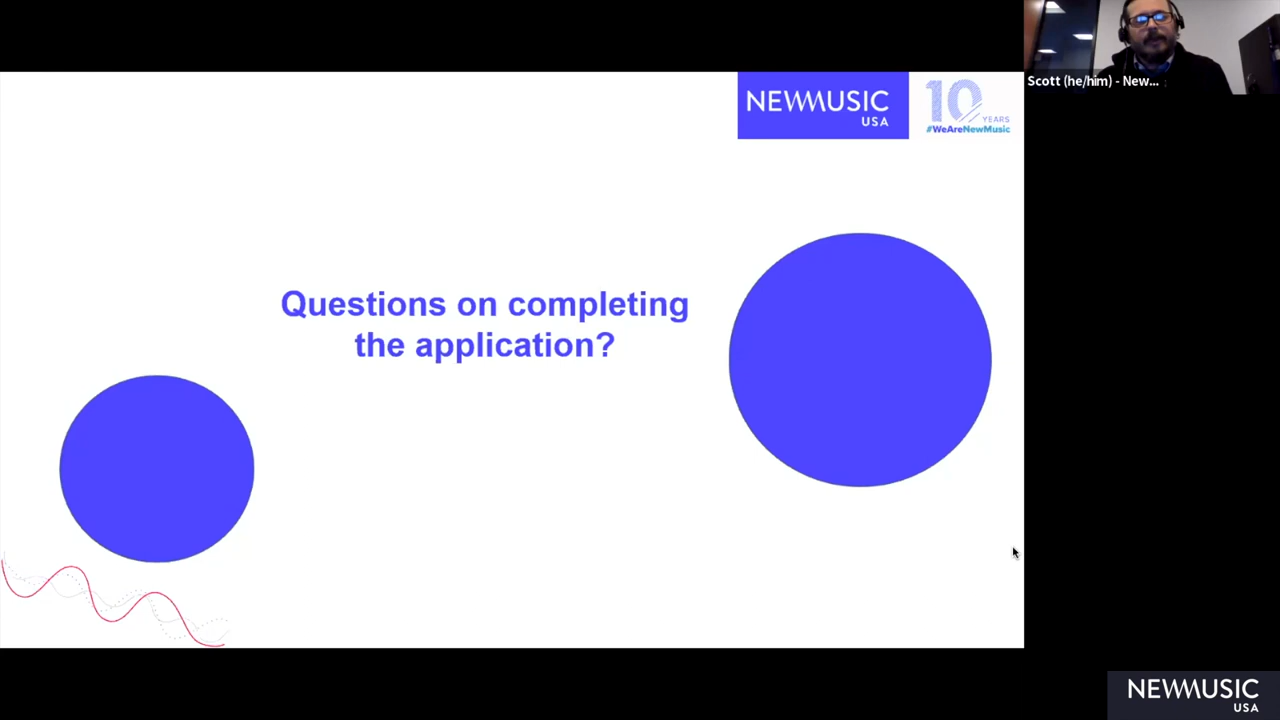 NEWMUSIC
USA
10
YEARS
#WeAreNewMusic
Scott (he/him) - New...
Questions on completing
the application?
NEWMUSIC
USA